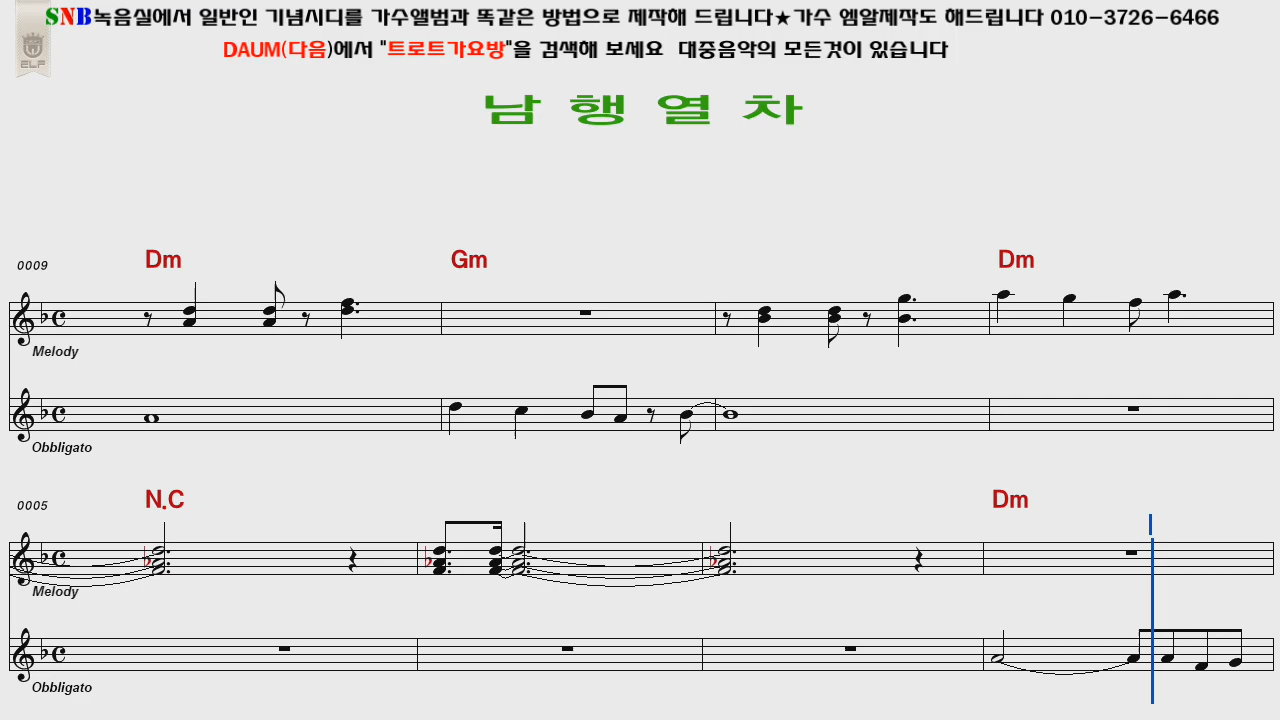 SNB녹음실에서 일반인 기념시디를 가수앨범과 똑같은 방법으로 제작해 드립니다★가수 엠알제작도 해드립니다 010-3726-6466
ELF
DAUM(다음)에서 "트로트가요방"을 검색해 보세요 대중음악의 모든것이 있습니다
남 행 열 차
0009
Dm Gm Dm
Melody
Obbligato
0005
N.C Dm
Melody
Obbligato